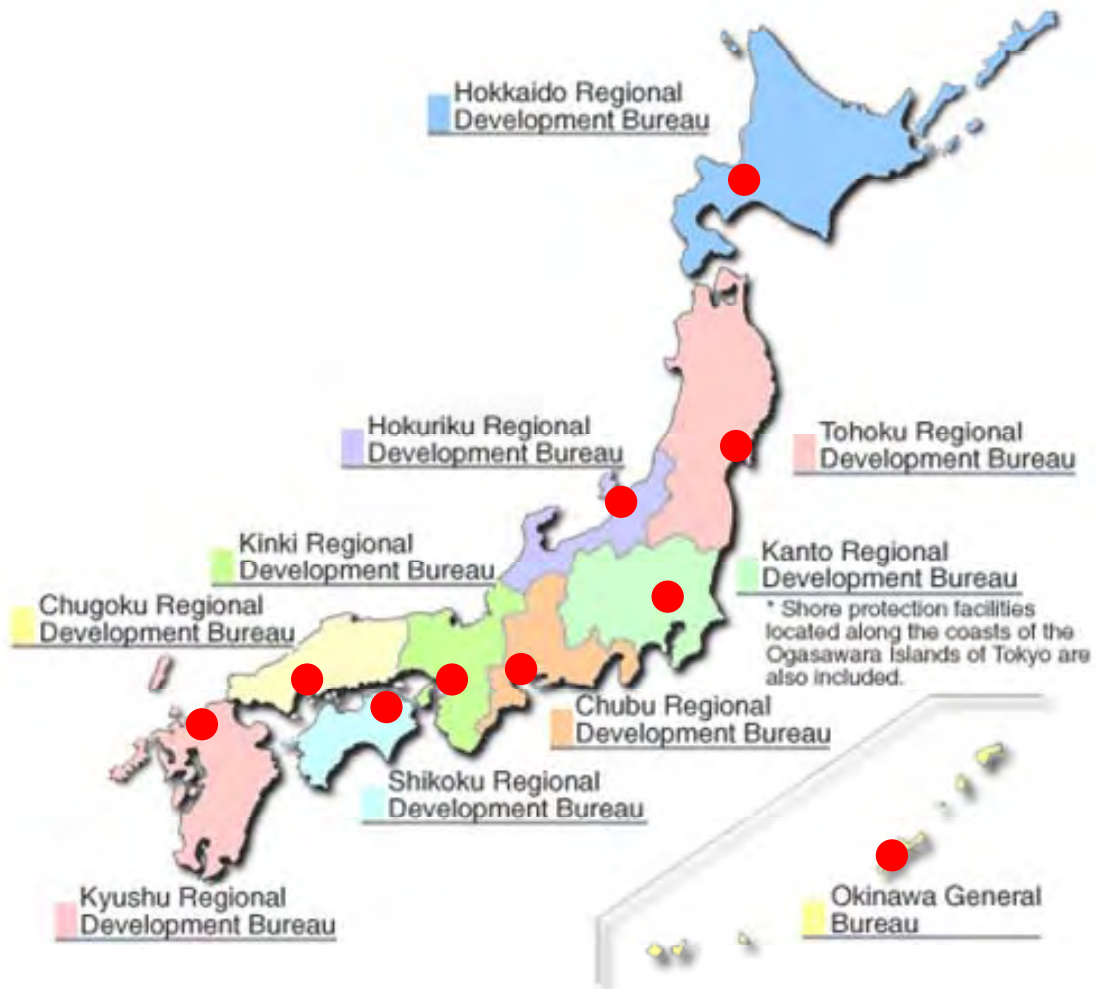 Hokkaido Regional
Development Bureau
Hokuriku Regional
Development Bureau
Tohoku Regional
Development Bureau
Kinki Regional
Development Bureau
Kanto Regional
Development Bureau
* Shore protection facilities
located along the coasts of the
Ogasawara Islands of Tokyo are
also included.
Chugoku Regional
Development Bureau
Chubu Regional
Development Bureau
Shikoku Regional
Development Bureau
Kyushu Regional
Development Bureau
Okinawa General
Bureau